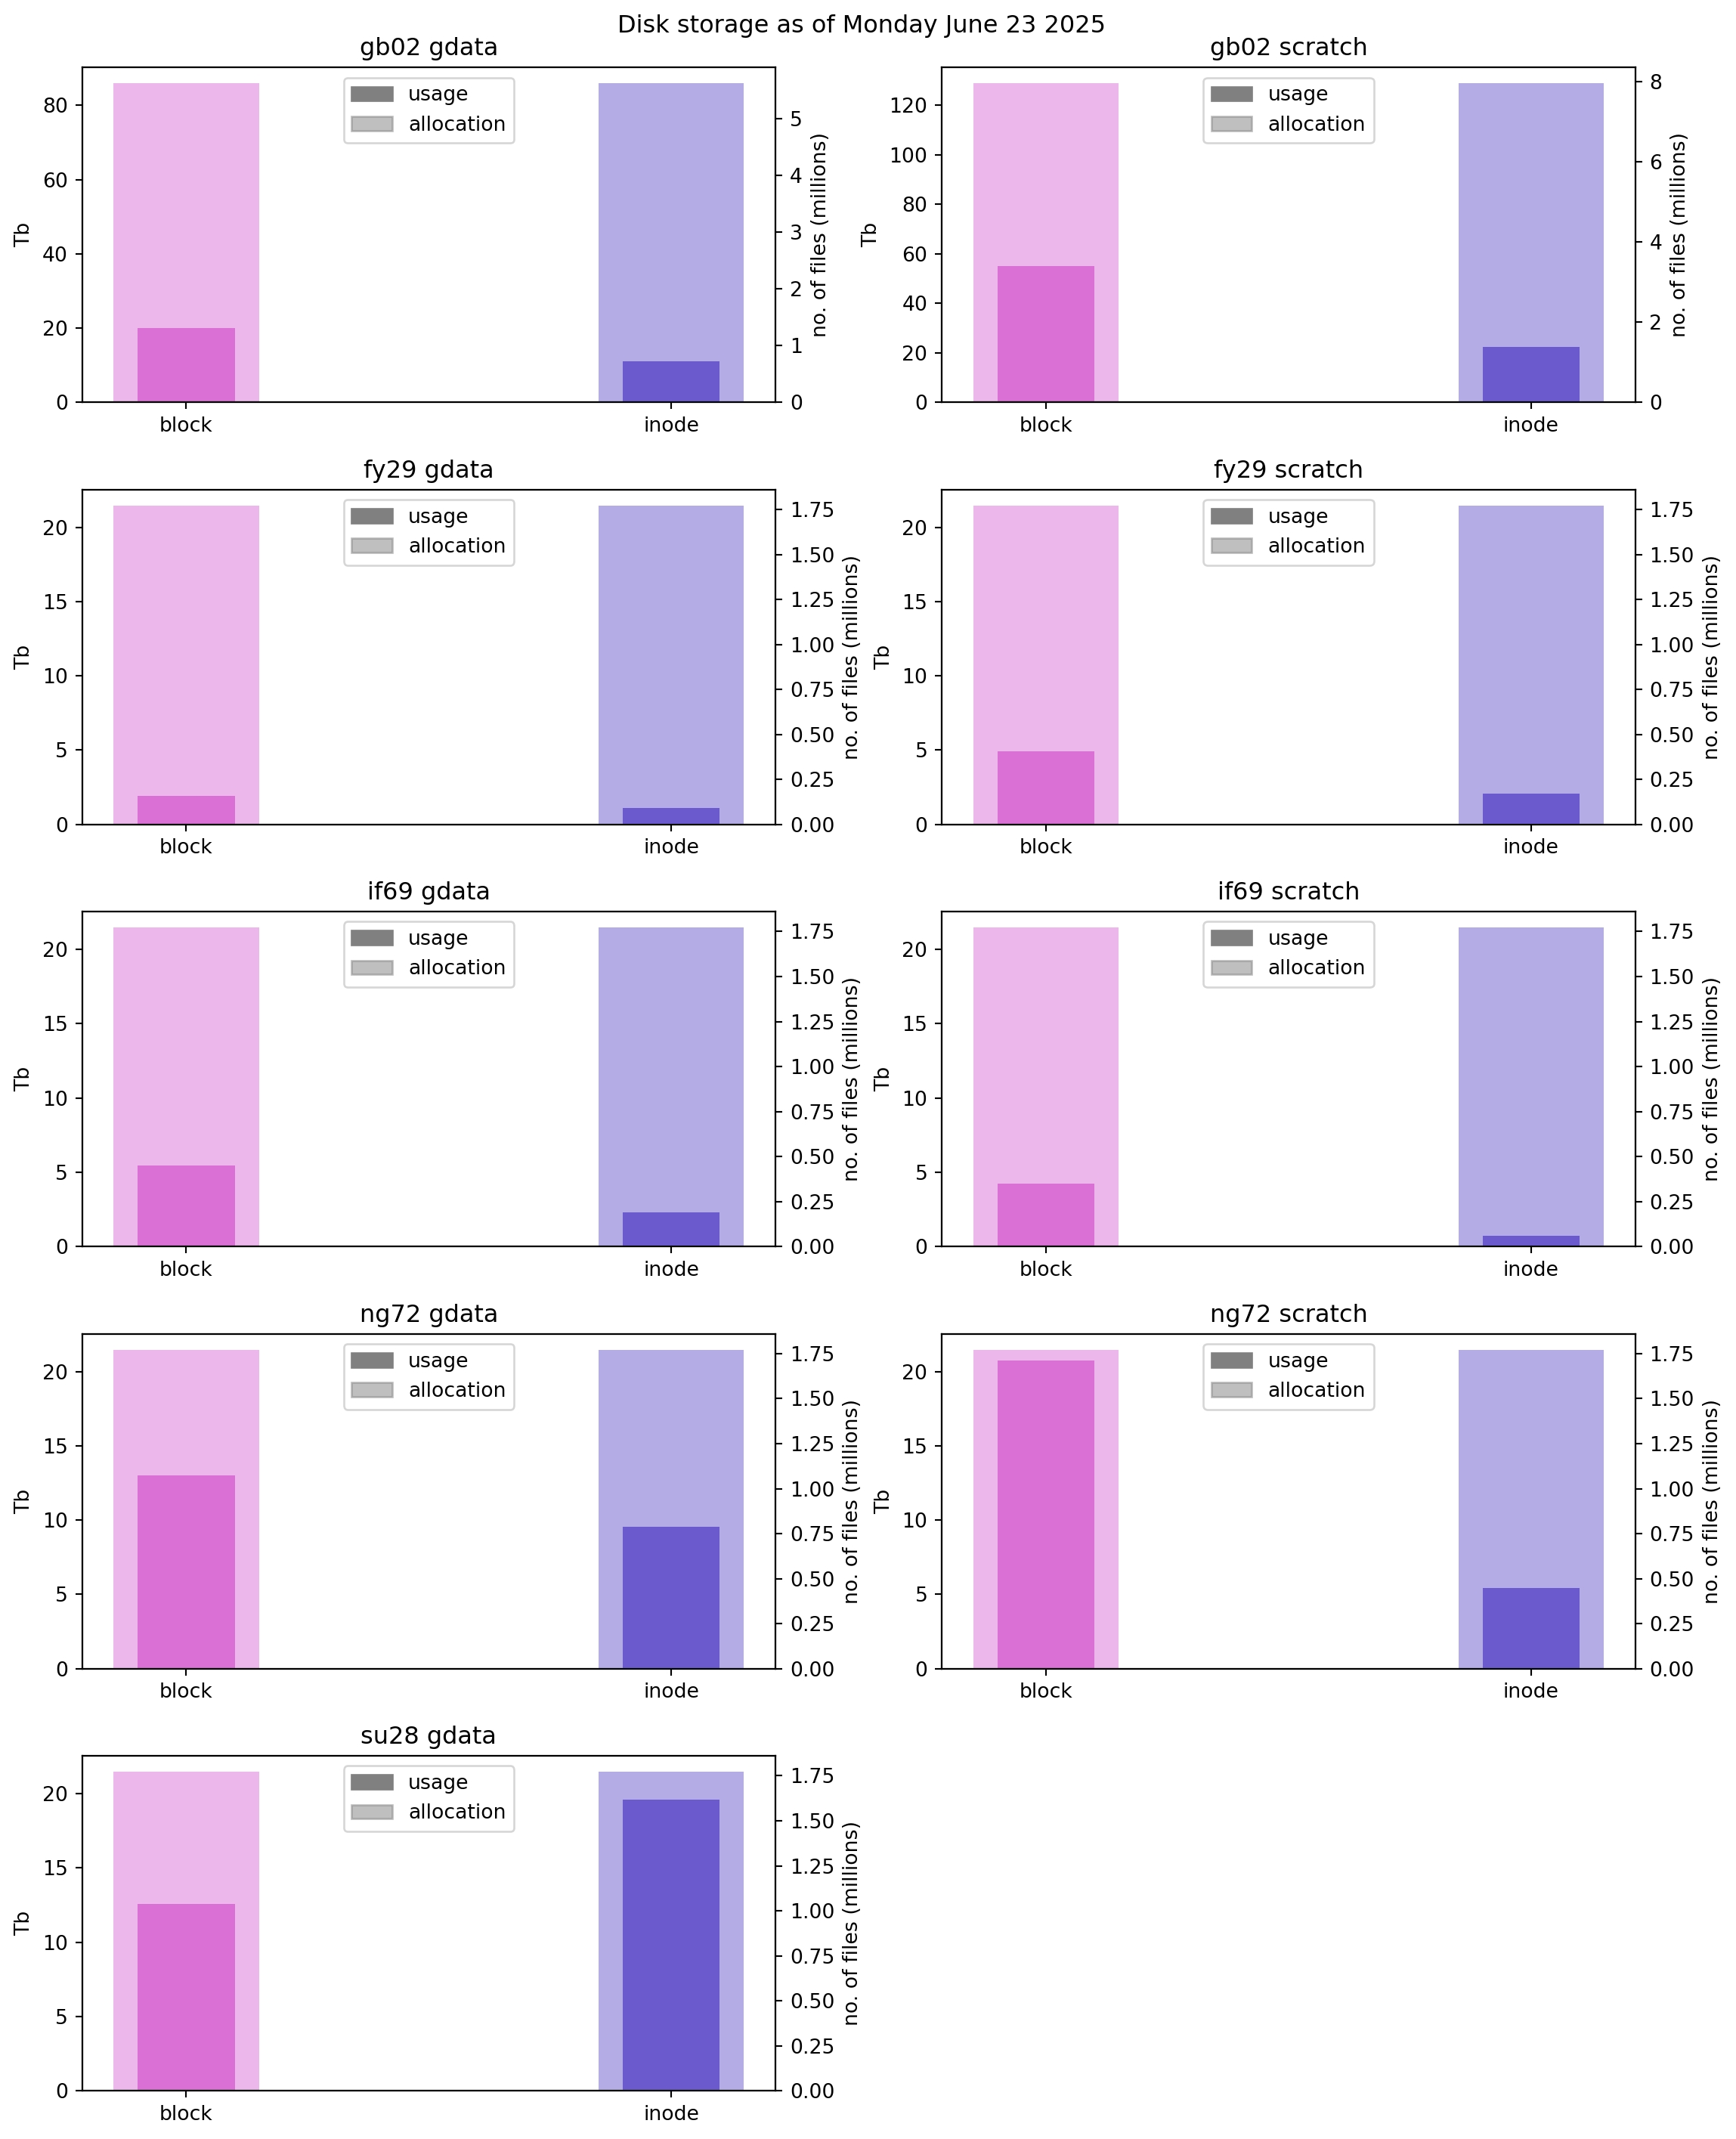 Disk storage as of Monday June 23 2025
gb02 gdata
usage
allocation
80
60
40
20
0
Tb
5
4
3
2
1
0
no. of files (millions)
block
inode
gb02 scratch
usage
allocation
120
100
80
60
40
20
0
Tb
8
6
4
2
0
no. of files (millions)
block
inode
fy29 gdata
usage
allocation
20
15
10
5
0
Tb
1.75
1.50
1.25
1.00
0.75
0.50
0.25
0.00
no. of files (millions)
block
inode
fy29 scratch
usage
allocation
20
15
10
5
0
Tb
1.75
1.50
1.25
1.00
0.75
0.50
0.25
0.00
no. of files (millions)
block
inode
if69 gdata
usage
allocation
20
15
10
5
0
Tb
1.75
1.50
1.25
1.00
0.75
0.50
0.25
0.00
no. of files (millions)
block
inode
if69 scratch
usage
allocation
20
15
10
5
0
Tb
1.75
1.50
1.25
1.00
0.75
0.50
0.25
0.00
no. of files (millions)
block
inode
ng72 gdata
usage
allocation
20
15
10
5
0
Tb
1.75
1.50
1.25
1.00
0.75
0.50
0.25
0.00
no. of files (millions)
block
inode
ng72 scratch
usage
allocation
20
15
10
5
0
Tb
1.75
1.50
1.25
1.00
0.75
0.50
0.25
0.00
no. of files (millions)
block
inode
su28 gdata
usage
allocation
20
15
10
5
0
Tb
1.75
1.50
1.25
1.00
0.75
0.50
0.25
0.00
no. of files (millions)
block
inode